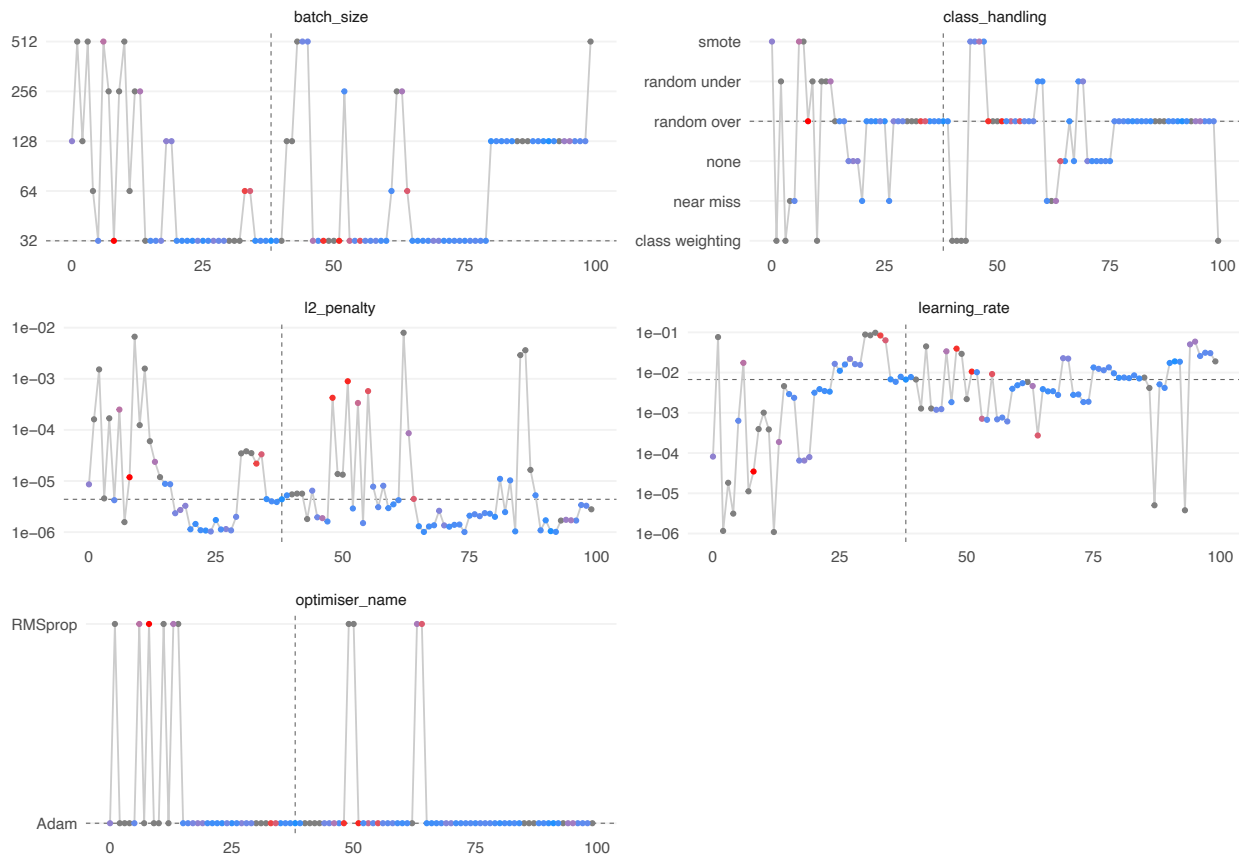 batch_size
512
256
128
64
32
0 25 50 75 100
class_handling
smote
random under
random over
none
near miss
class weighting
0 25 50 75 100
l2_penalty
1e−02
1e−03
1e−04
1e−05
1e−06
0 25 50 75 100
learning_rate
1e−01
1e−02
1e−03
1e−04
1e−05
1e−06
0 25 50 75 100
optimiser_name
RMSprop
Adam
0 25 50 75 100